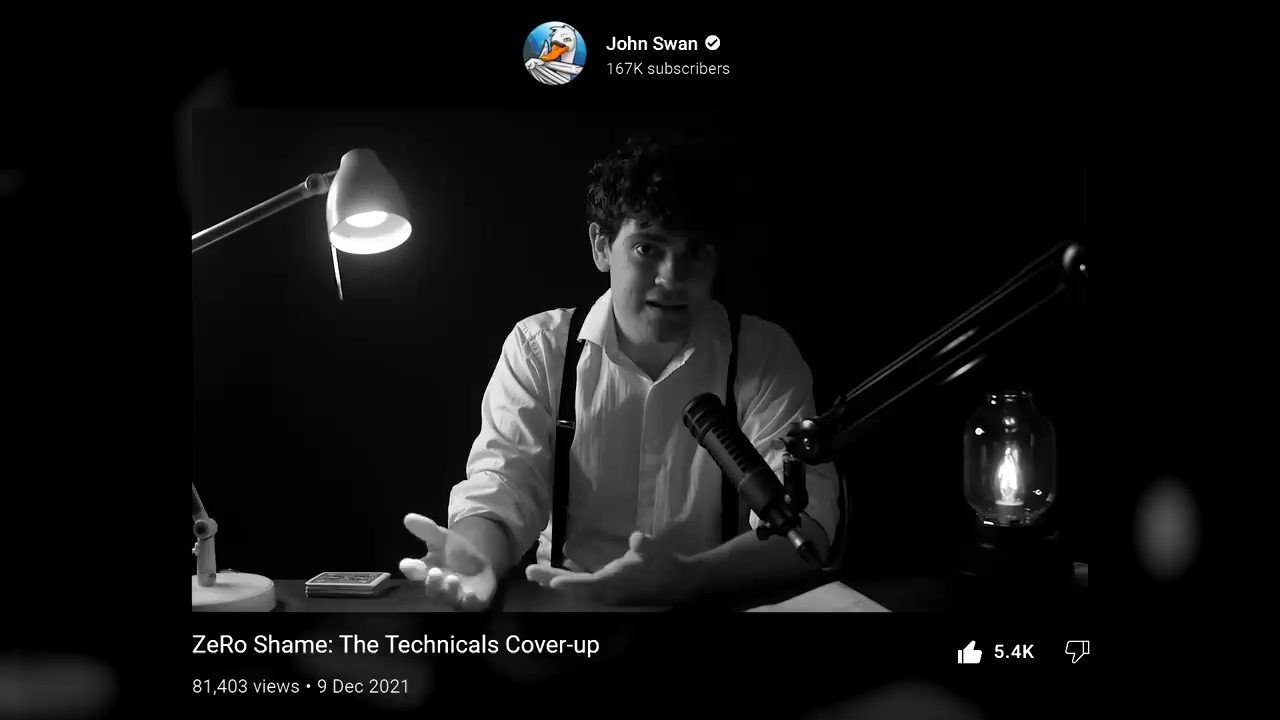 John Swan
167K subscribers
ZeRo Shame: The Technicals Cover-up
5.4K
81,403 views • 9 Dec 2021